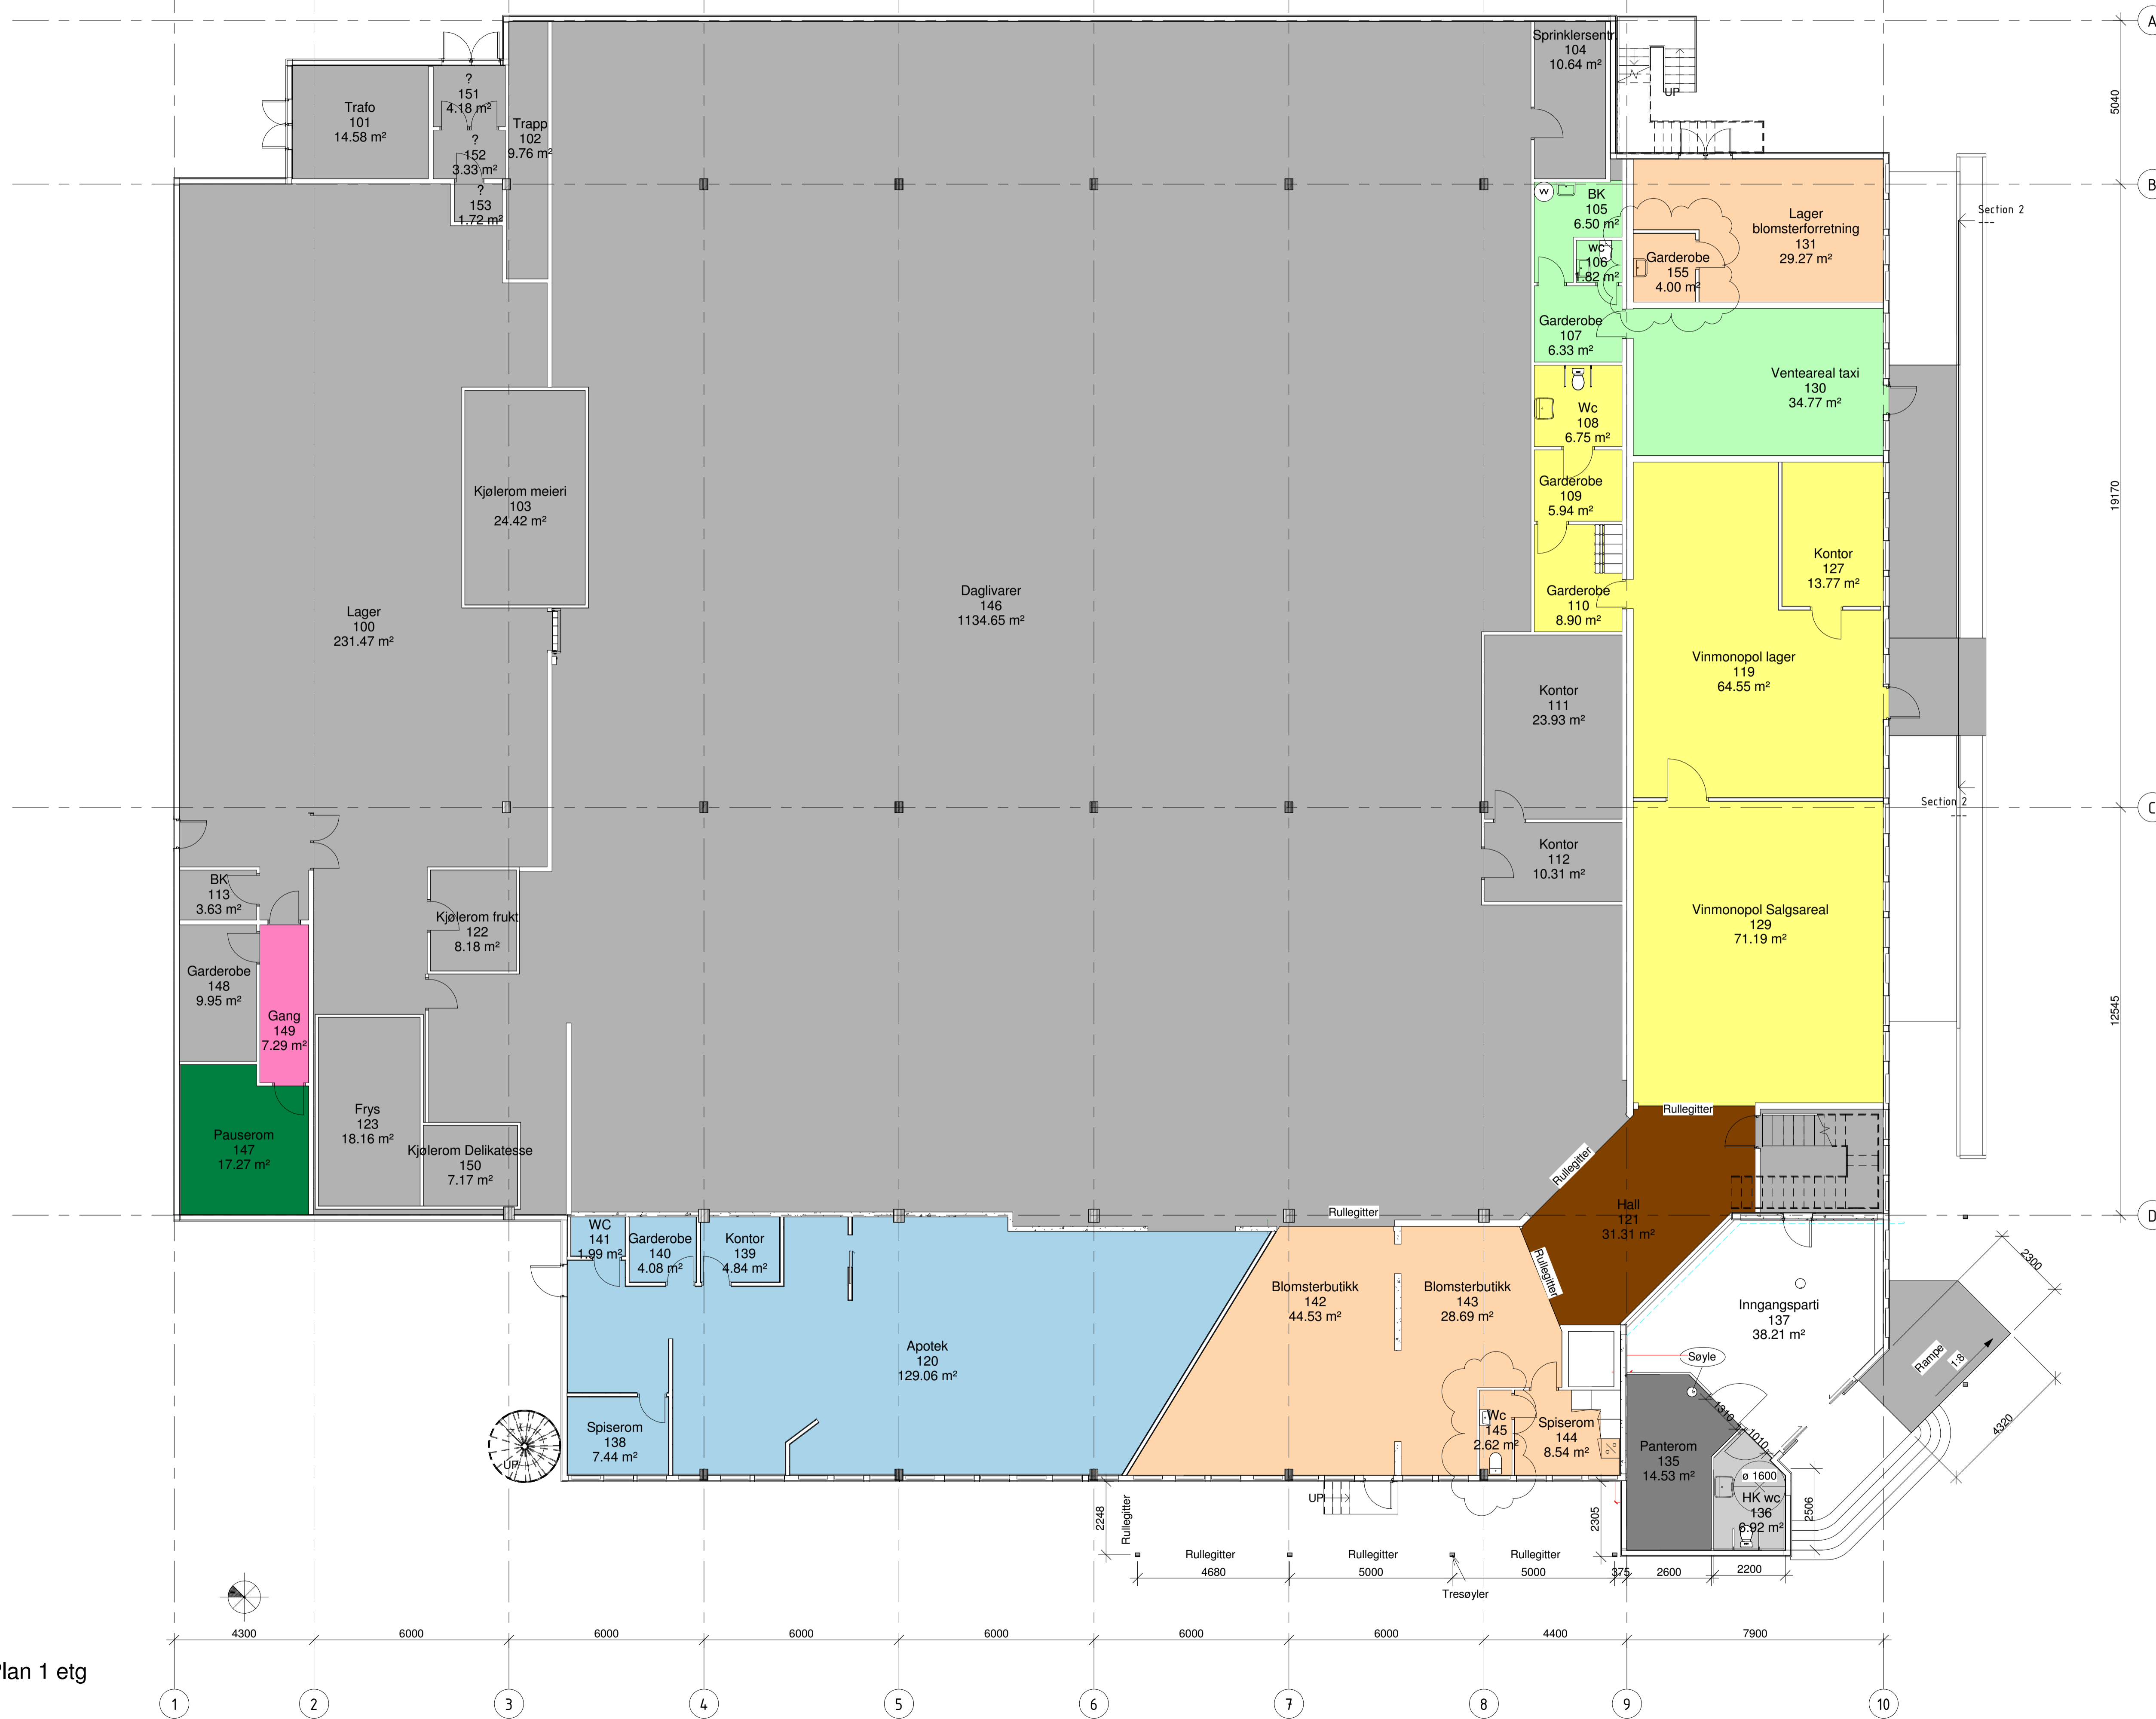 A
Sprinklersentr.
104
10.64 m²
UP
5040
Trafo
101
14.58 m²
?
151
4.18 m²
?
152
3.33 m²
?
153
1.72 m²
Trapp
102
9.76 m²
B
Section 2
VV
BK
105
6.50 m²
wc
106
1.82 m²
Lager
blomsterforretning
131
29.27 m²
Garderobe
155
4.00 m²
Garderobe
107
6.33 m²
Venteareal taxi
130
34.77 m²
Wc
108
6.75 m²
Kjølerom meieri
103
24.42 m²
Garderobe
109
5.94 m²
19170
Kontor
127
13.77 m²
Lager
100
231.47 m²
Daglivarer
146
1134.65 m²
Garderobe
110
8.90 m²
Vinmonopol lager
119
64.55 m²
Kontor
111
23.93 m²
Section 2
C
Kontor
112
10.31 m²
BK
113
3.63 m²
Kjølerom frukt
122
8.18 m²
Vinmonopol Salgsareal
129
71.19 m²
Garderobe
148
9.95 m²
Gang
149
7.29 m²
12545
Frys
123
18.16 m²
Pauserom
147
17.27 m²
Kjølerom Delikatesse
150
7.17 m²
Rullegitter
Rullegitter
Rullegitter
Hall
121
31.31 m²
D
WC
141
1.99 m²
Garderobe
140
4.08 m²
Kontor
139
4.84 m²
Rullegitter
Blomsterbutikk
142
44.53 m²
Blomsterbutikk
143
28.69 m²
Inngangsparti
137
38.21 m²
2300
Apotek
120
129.06 m²
Søyle
Rampe
1:8
4320
Spiserom
138
7.44 m²
UP
Wc
145
2.62 m²
Spiserom
144
8.54 m²
1310
1010
Panterom
135
14.53 m²
ø 1600
HK wc
136
6.92 m²
2506
UP
2248
Rullegitter
2305
Rullegitter
Rullegitter
Rullegitter
4680
5000
5000
375
2600
2200
Tresøyler
4300
6000
6000
6000
6000
6000
6000
4400
7900
Plan 1 etg
1
2
3
4
5
6
7
8
9
10